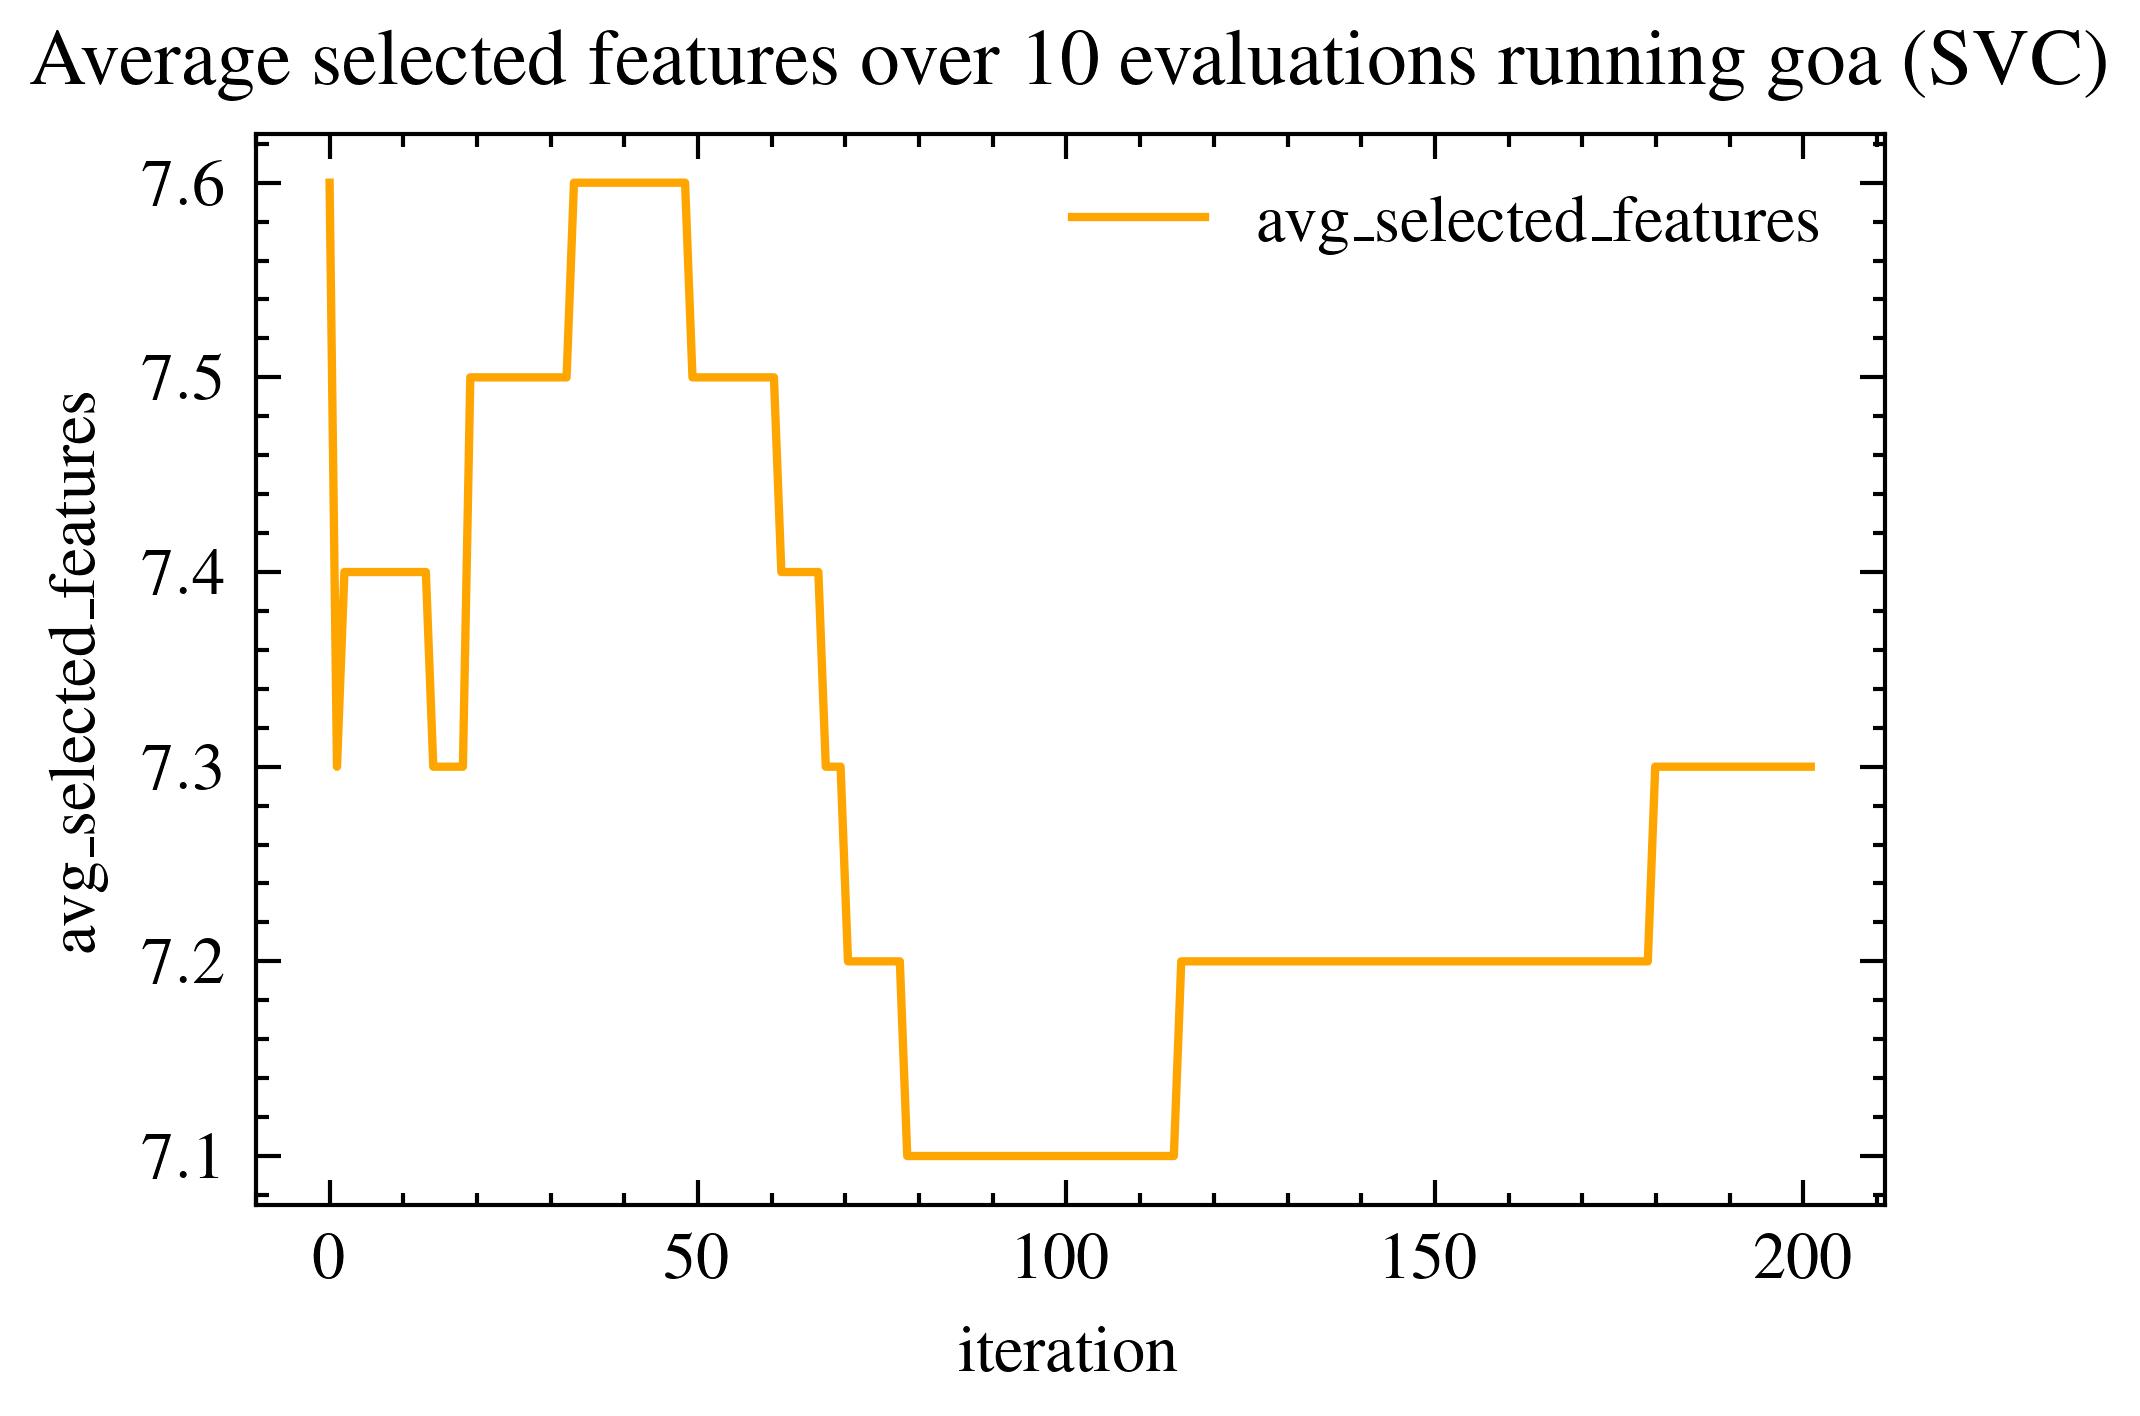 Average selected features over 10 evaluations running goa (SVC)
avg_selected_features
7.6
7.5
7.4
7.3
7.2
7.1
avg_selected_features
0 50 100 150 200
iteration